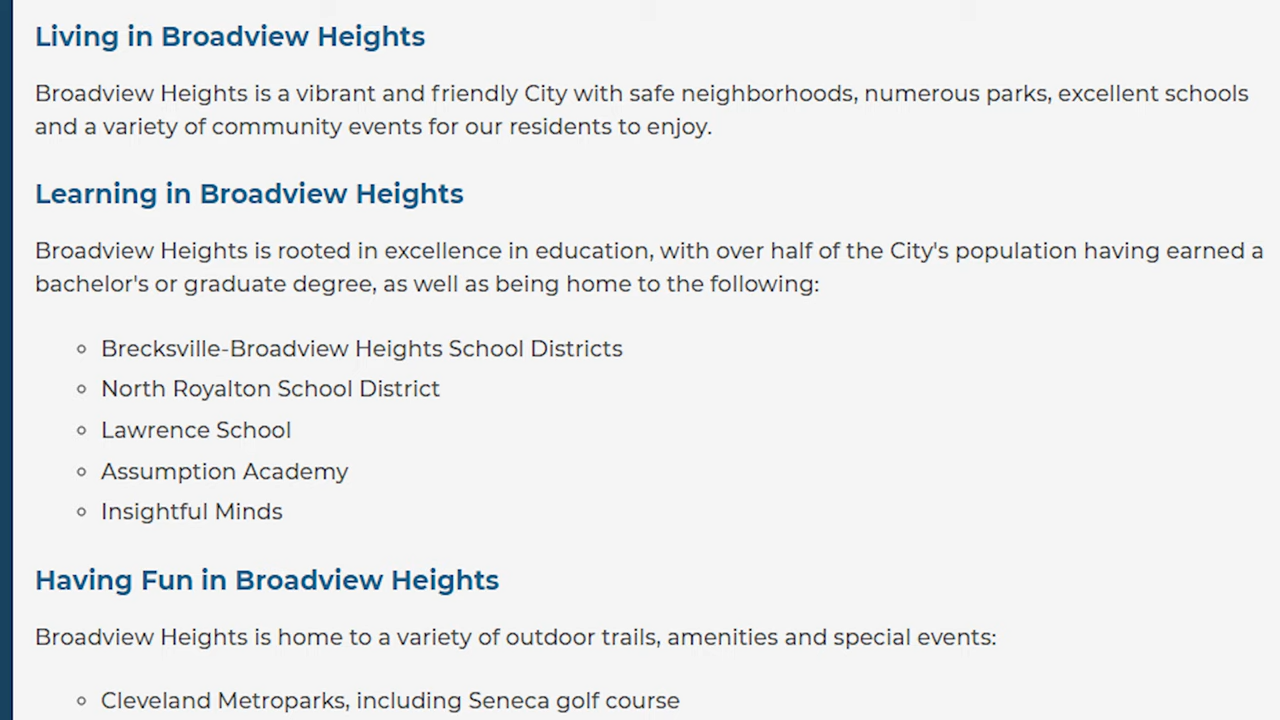 Living in Broadview Heights
Broadview Heights is a vibrant and friendly City with safe neighborhoods, numerous parks, excellent schools
and a variety of community events for our residents to enjoy.
Learning in Broadview Heights
Broadview Heights is rooted in excellence in education, with over half of the City's population having earned a
bachelor's or graduate degree, as well as being home to the following:
Brecksville-Broadview Heights School Districts
North Royalton School District
Lawrence School
Assumption Academy
Insightful Minds
Having Fun in Broadview Heights
Broadview Heights is home to a variety of outdoor trails, amenities and special events:
Cleveland Metroparks, including Seneca golf course